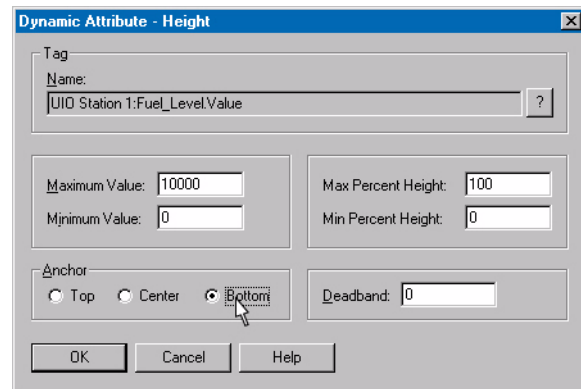 Dynamic Attribute - Height
Tag
Name:
UIO Station 1:Fuel_Level.Value
?
Maximum Value: 10000
Minimum Value: 0
Max Percent Height: 100
Min Percent Height: 0
Anchor
Top Center Bottom
Deadband: 0
OK Cancel Help